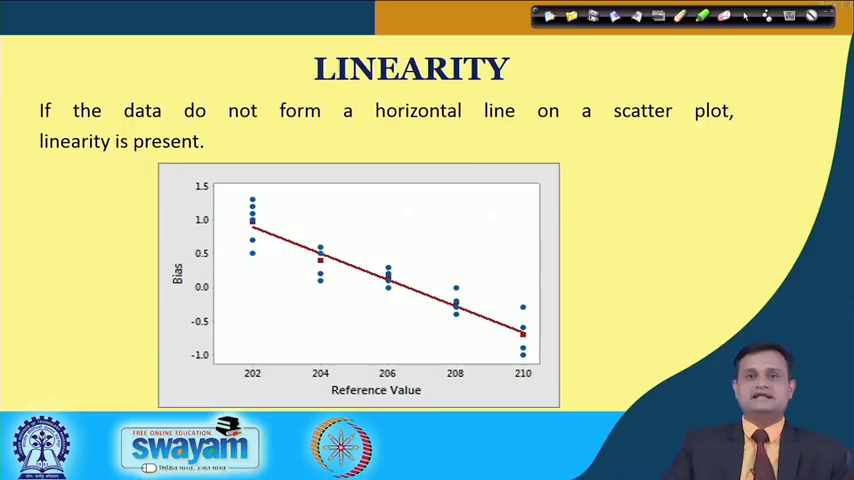 LINEARITY
If the data do not form a horizontal line on a scatter plot,
linearity is present.
1.5
1.0
0.5
0.0
-0.5
-1.0
Bias
202 204 206 208 210
Reference Value
FREE ONLINE EDUCATION
swayam